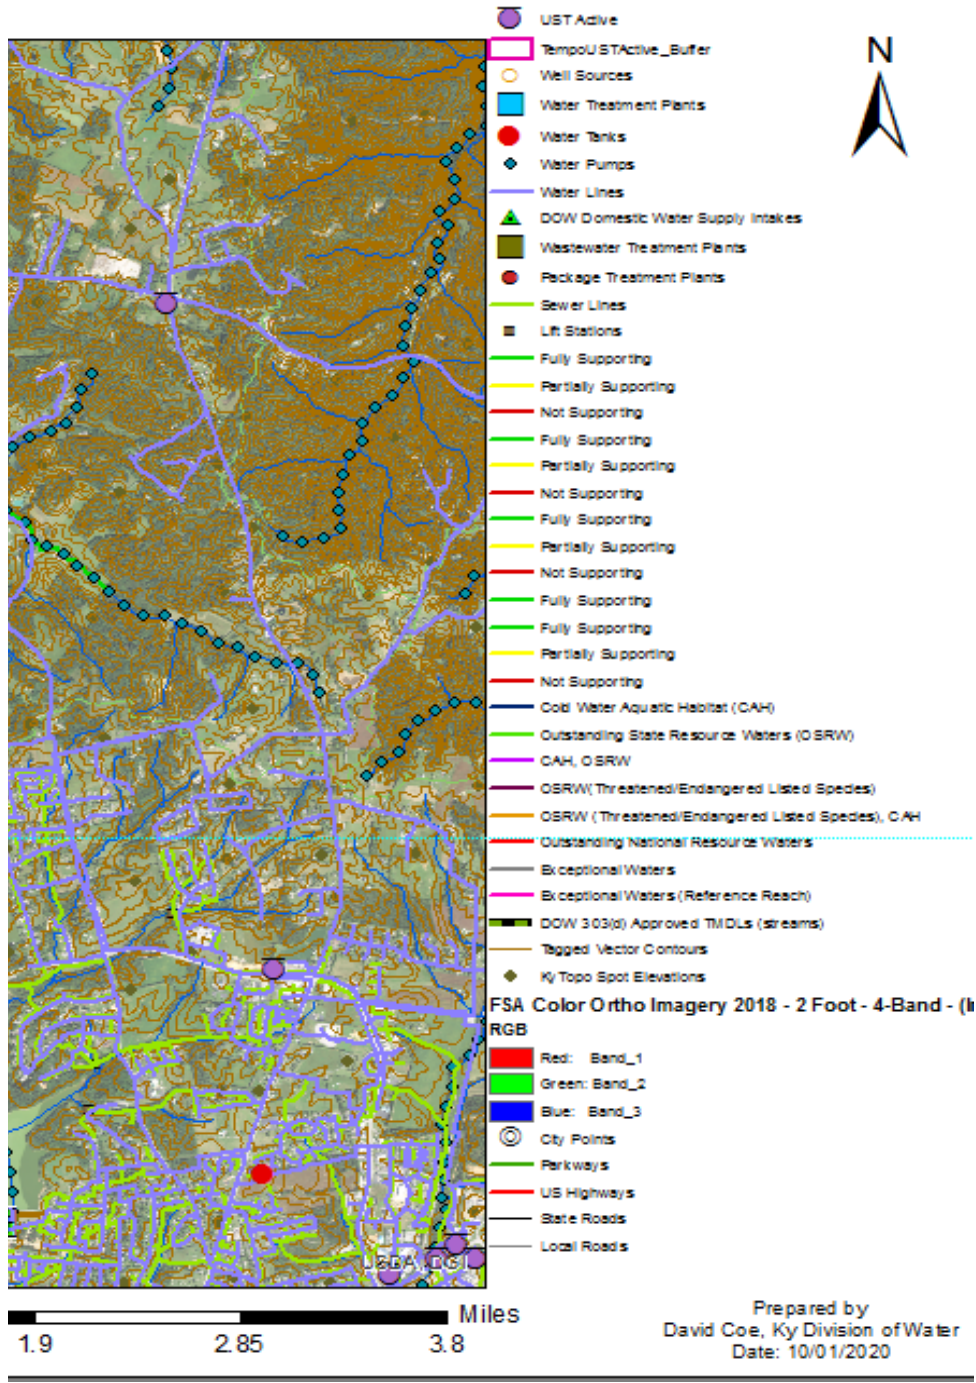 UST Active
TempoUSTActive_Buffer
Well Sources
Water Treatment Plants
Water Tanks
Water Pumps
Water Lines
DOW Domestic Water Supply Intakes
Wastewater Treatment Plants
Package Treatment Plants
Sewer Lines
Lift Stations
Fully Supporting
Partially Supporting
Not Supporting
Fully Supporting
Partially Supporting
Not Supporting
Fully Supporting
Partially Supporting
Not Supporting
Fully Supporting
Fully Supporting
Partially Supporting
Not Supporting
Cold Water Aquatic Habitat (CAH)
Outstanding State Resource Waters (OSRW)
CAH, OSRW
OSRW(Threatened/Endangered Listed Species)
OSRW (Threatened/Endangered Listed Species), CAH
Outstanding National Resource Waters
Exceptional Waters
Exceptional Waters (Reference Reach)
DOW 303(d) Approved TMDLs (streams)
Tagged Vector Contours
KyTopo Spot Elevations
FSA Color Ortho Imagery 2018 - 2 Foot - 4-Band - (I
RGB
Red: Band_1
Green: Band_2
Blue: Band_3
City Points
Parkways
US Highways
State Roads
Local Roads
N
Miles
1.9 2.85 3.8
Prepared by
David Coe, Ky Division of Water
Date: 10/01/2020